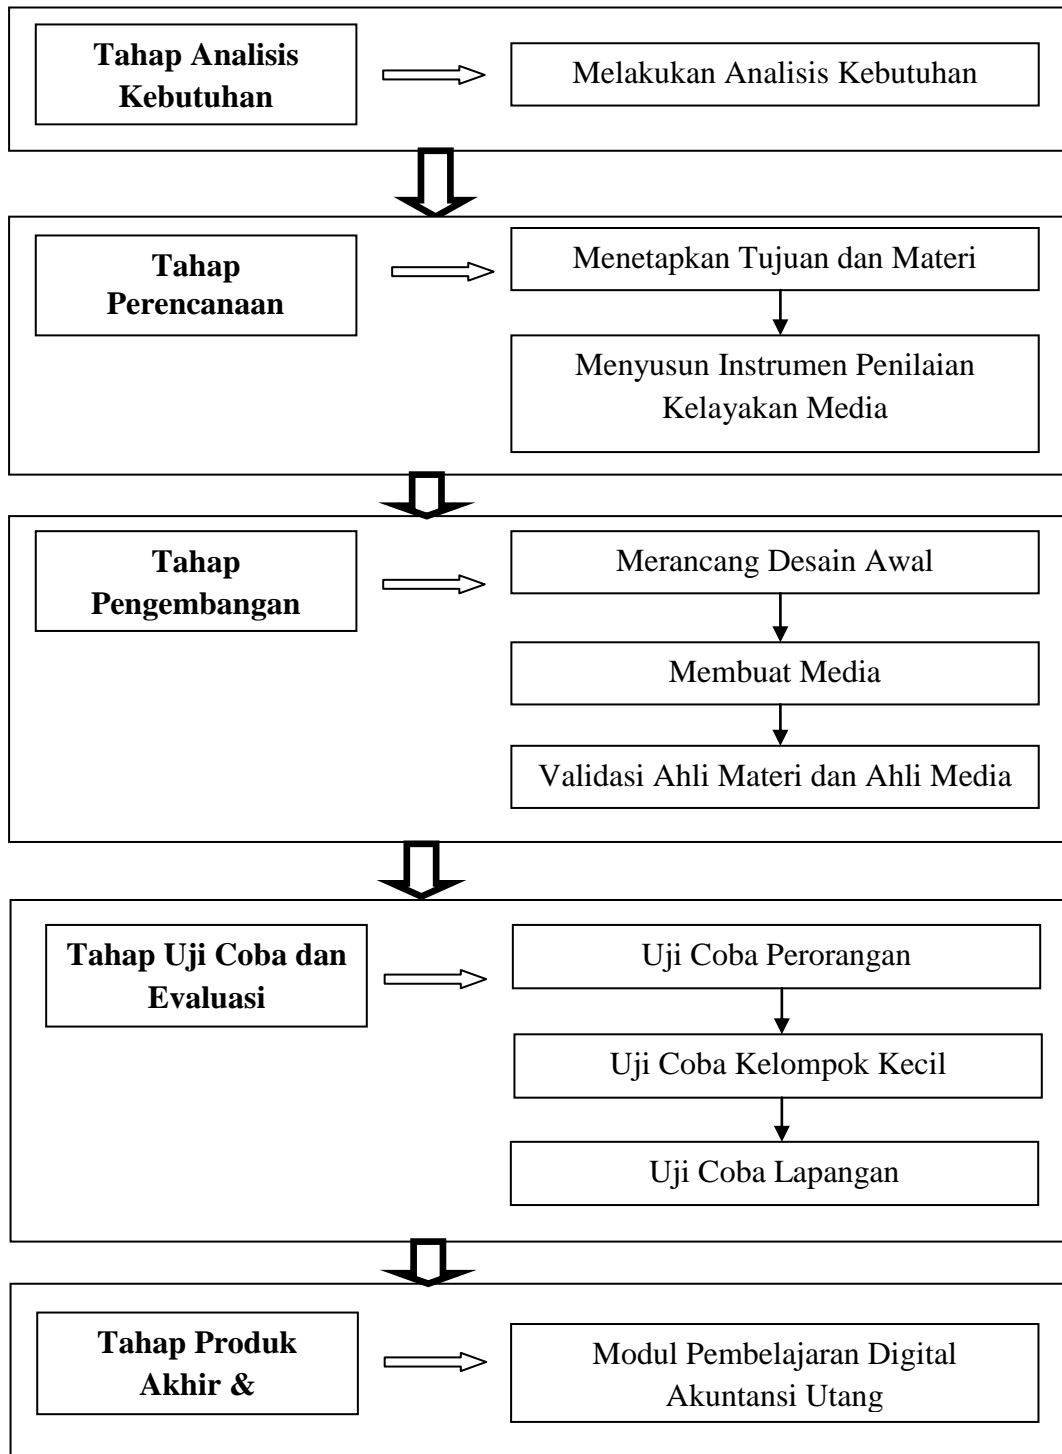 Tahap Analisis
Kebutuhan
Melakukan Analisis Kebutuhan
Tahap
Perencanaan
Menetapkan Tujuan dan Materi
Menyusun Instrumen Penilaian
Kelayakan Media
Tahap
Pengembangan
Merancang Desain Awal
Membuat Media
Validasi Ahli Materi dan Ahli Media
Tahap Uji Coba dan
Evaluasi
Uji Coba Perorangan
Uji Coba Kelompok Kecil
Uji Coba Lapangan
Tahap Produk
Akhir &
Modul Pembelajaran Digital
Akuntansi Utang